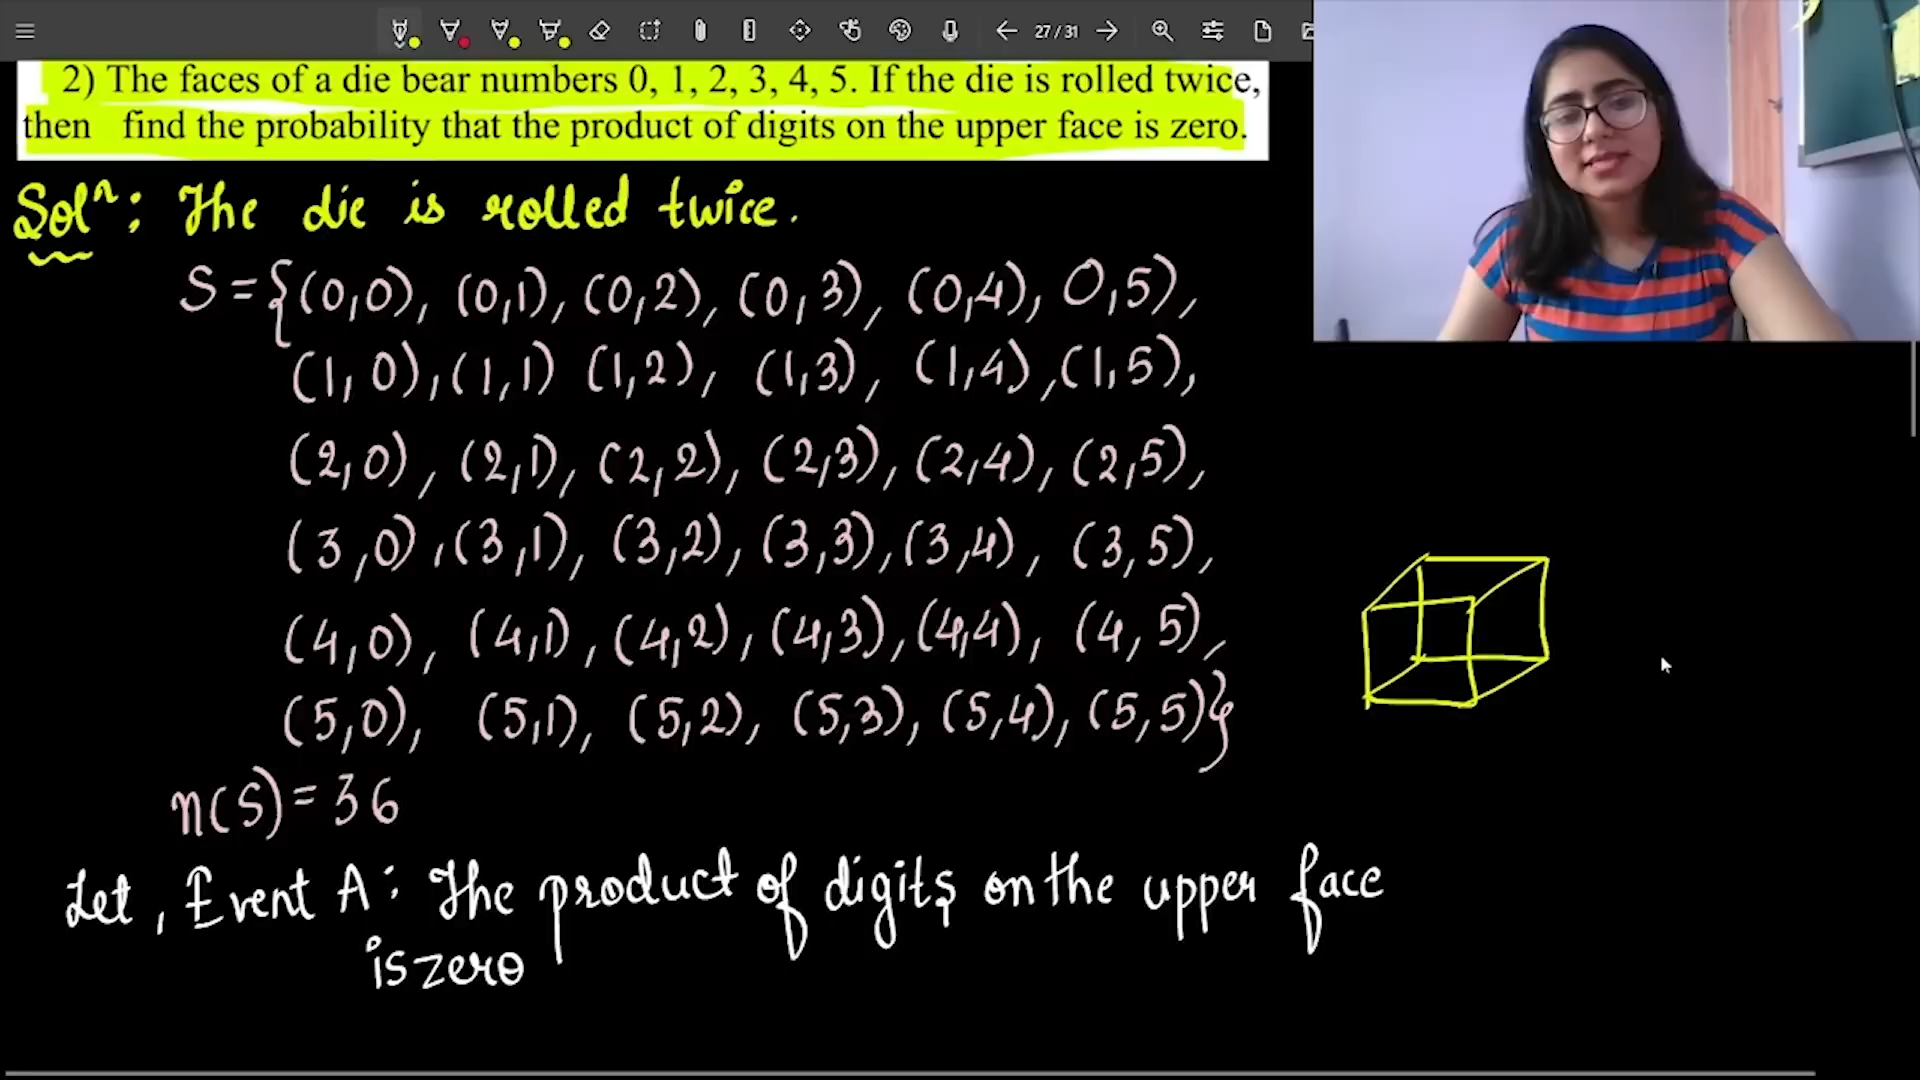 27 / 31
2) The faces of a die bear numbers 0, 1, 2, 3, 4, 5. If the die is rolled twice,
then find the probability that the product of digits on the upper face is zero.
Solⁿ: The die is rolled twice.
S = {(0,0), (0,1), (0,2), (0,3), (0,4), 0,5),
(1,0), (1,1) (1,2), (1,3), (1,4), (1,5),
(2,0), (2,1), (2,2), (2,3), (2,4), (2,5),
(3,0), (3,1), (3,2), (3,3), (3,4), (3,5),
(4,0), (4,1), (4,2), (4,3), (4,4), (4,5),
(5,0), (5,1), (5,2), (5,3), (5,4), (5,5)}
n(S) = 36
Let, Event A: The product of digits on the upper face
is zero